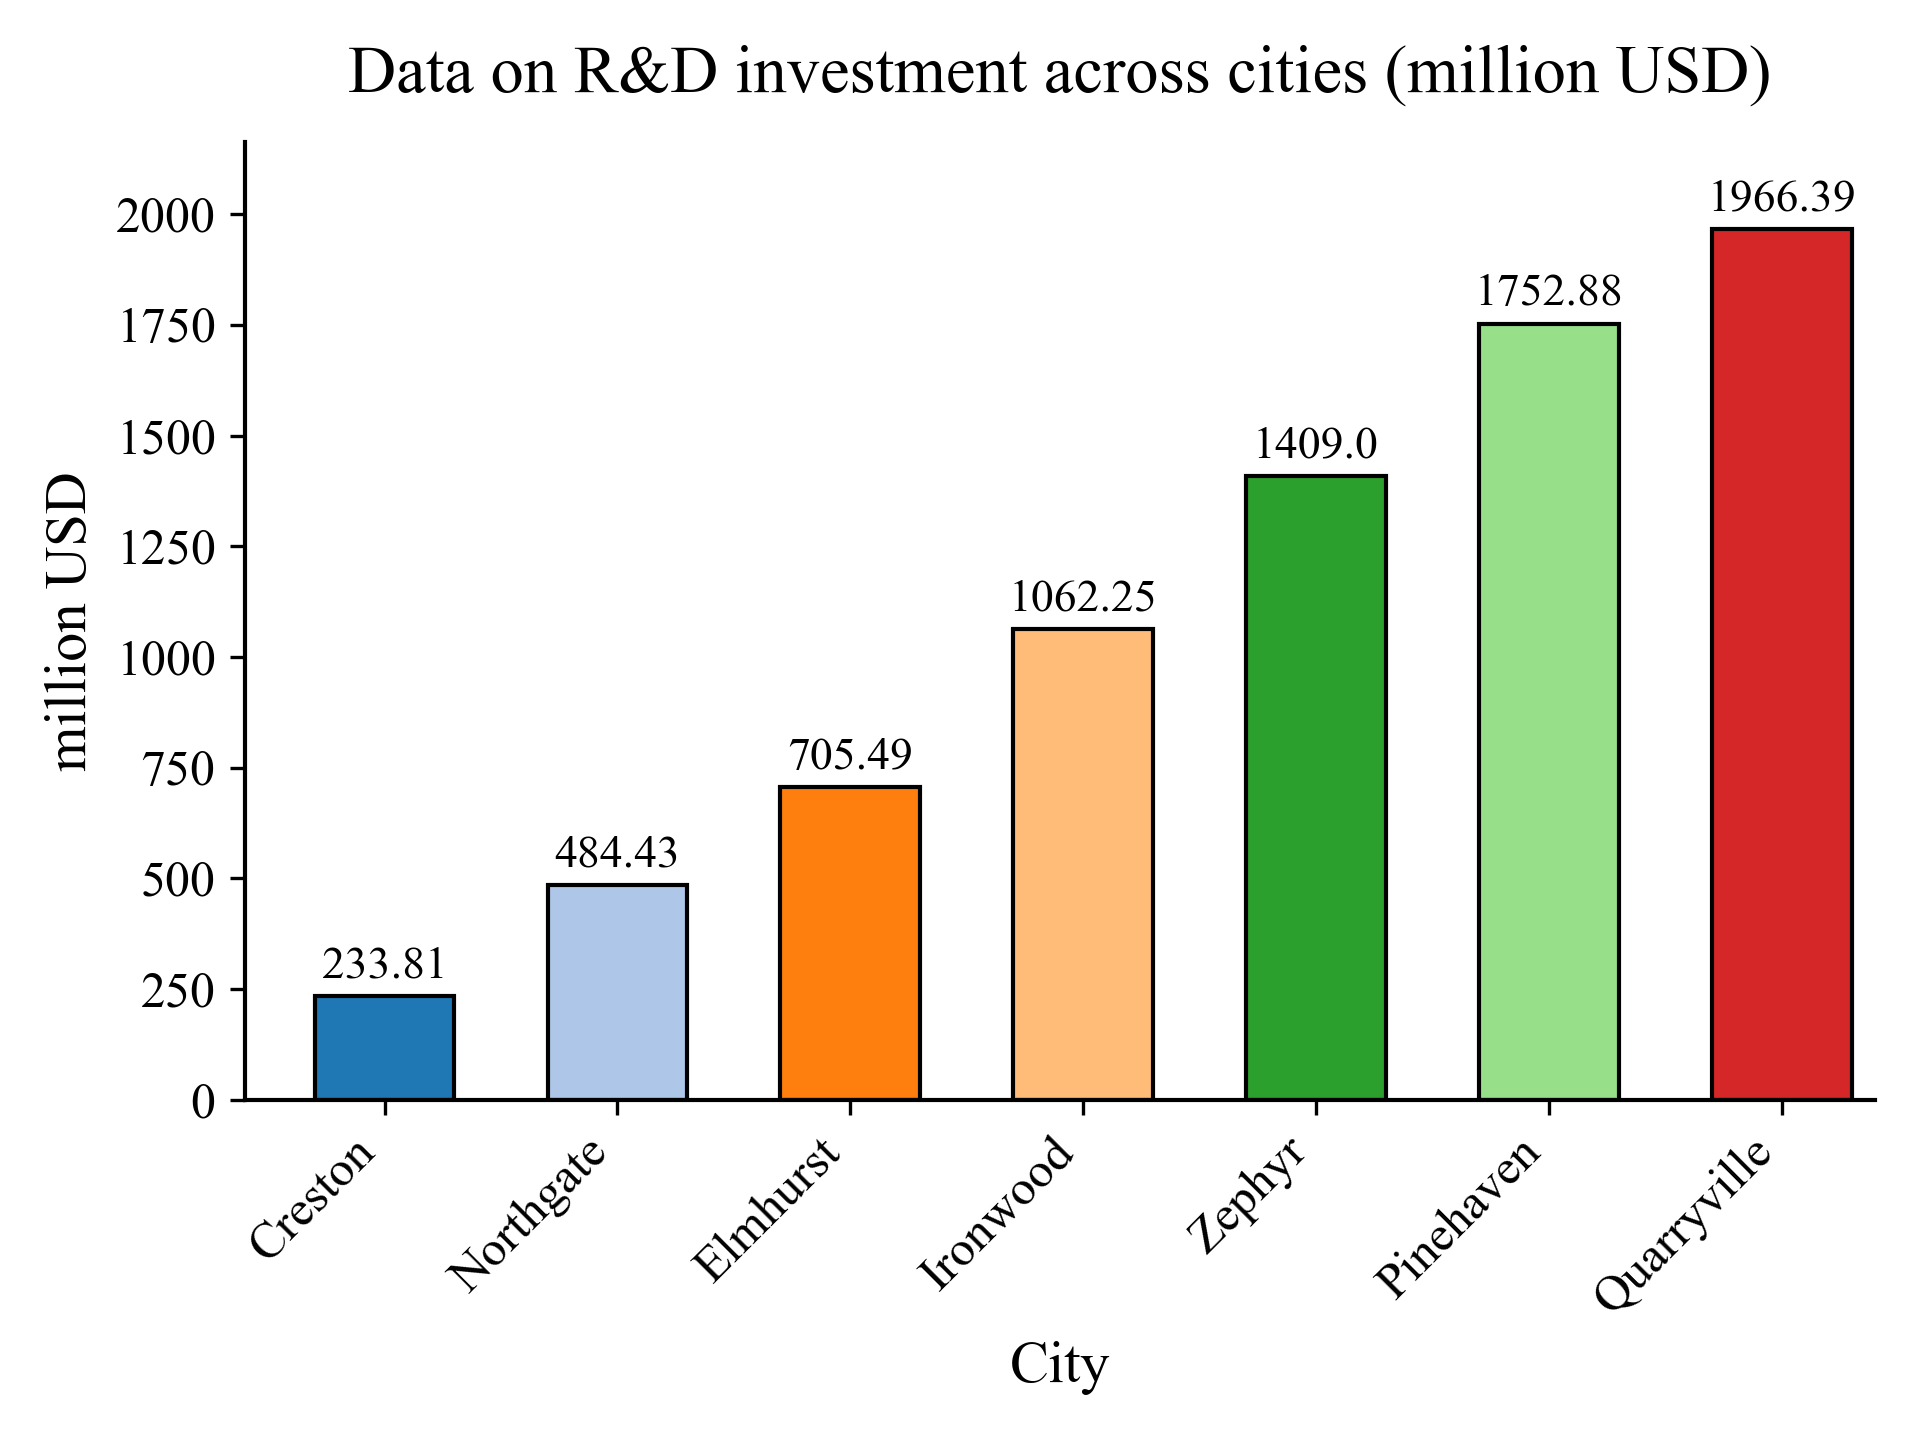 Data on R&D investment across cities (million USD)
million USD
2000
1750
1500
1250
1000
750
500
250
0
233.81
484.43
705.49
1062.25
1409.0
1752.88
1966.39
Creston
Northgate
Elmhurst
Ironwood
Zephyr
Pinehaven
Quarryville
City